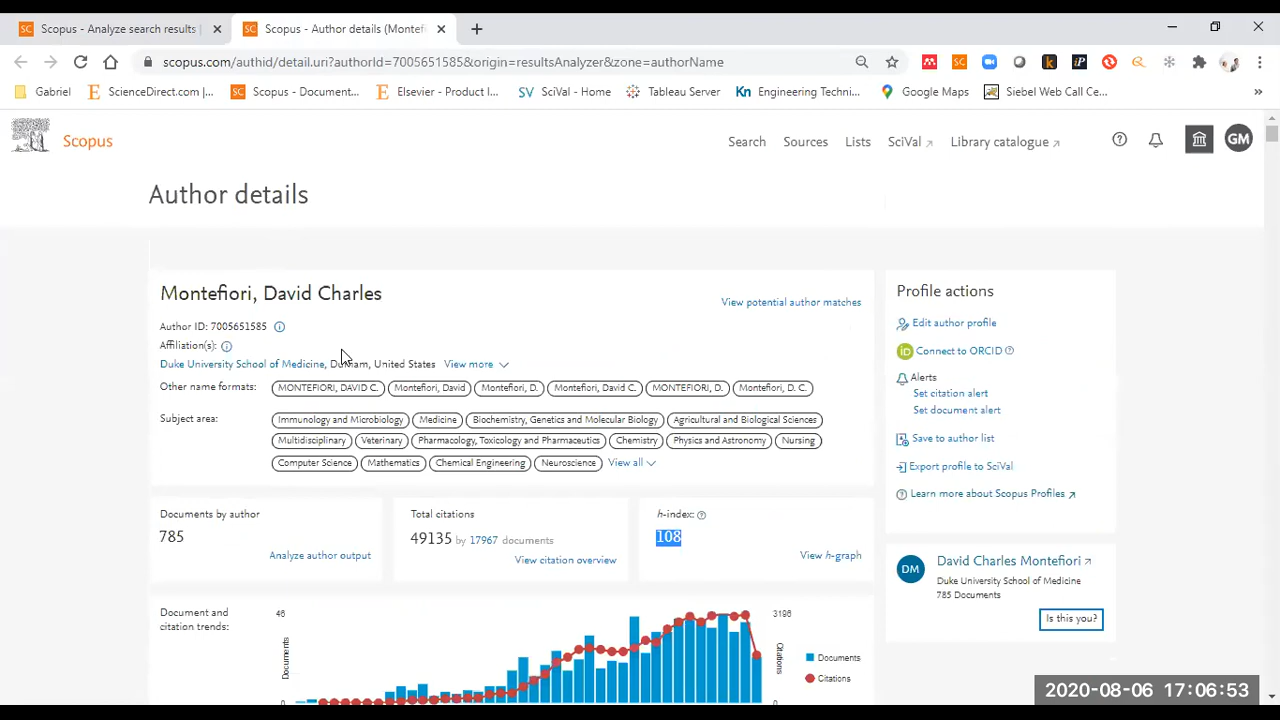 Scopus - Analyze search results
Scopus - Author details (Montef
scopus.com/authid/detail.uri?authorId=7005651585&origin=resultsAnalyzer&zone=authorName
Gabriel
ScienceDirect.com |...
Scopus - Document...
Elsevier - Product I...
SciVal - Home
Tableau Server
Kn Engineering Techni...
Google Maps
Siebel Web Call Ce...
»
Scopus
Search
Sources
Lists
SciVal ↗
Library catalogue ↗
GM
Author details
Montefiori, David Charles
View potential author matches
Author ID: 7005651585
Affiliation(s):
Duke University School of Medicine, Durham, United States View more
Other name formats:
MONTEFIORI, DAVID C. Montefiori, David Montefiori, D. Montefiori, David C. MONTEFIORI, D. Montefiori, D. C.
Subject area:
Immunology and Microbiology Medicine Biochemistry, Genetics and Molecular Biology Agricultural and Biological Sciences
Multidisciplinary Veterinary Pharmacology, Toxicology and Pharmaceutics Chemistry Physics and Astronomy Nursing
Computer Science Mathematics Chemical Engineering Neuroscience View all
Profile actions
Edit author profile
iD Connect to ORCID
Alerts
Set citation alert
Set document alert
Save to author list
Export profile to SciVal
Learn more about Scopus Profiles ↗
Documents by author
785
Analyze author output
Total citations
49135 by 17967 documents
View citation overview
h-index:
108
View h-graph
DM
David Charles Montefiori ↗
Duke University School of Medicine
785 Documents
Is this you?
Document and
citation trends:
46
3196
Documents
Citations
0
0
Documents
Citations
2020-08-06 17:06:53